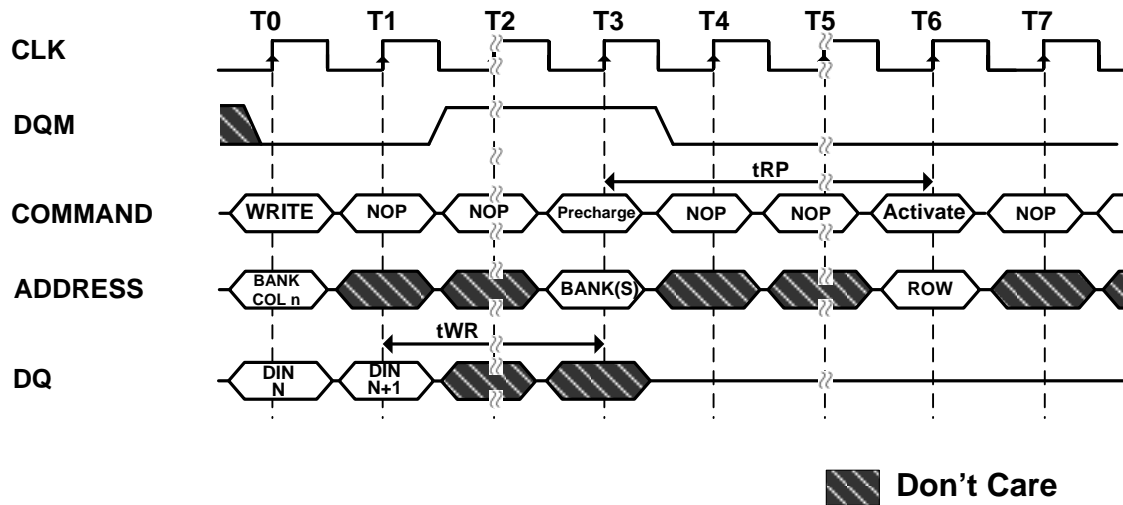 T0 T1 T2 T3 T4 T5 T6 T7
CLK
DQM
tRP
COMMAND WRITE NOP NOP Precharge NOP NOP Activate NOP
ADDRESS BANK COL n BANK(S) ROW
tWR
DQ DIN N DIN N+1
Don't Care